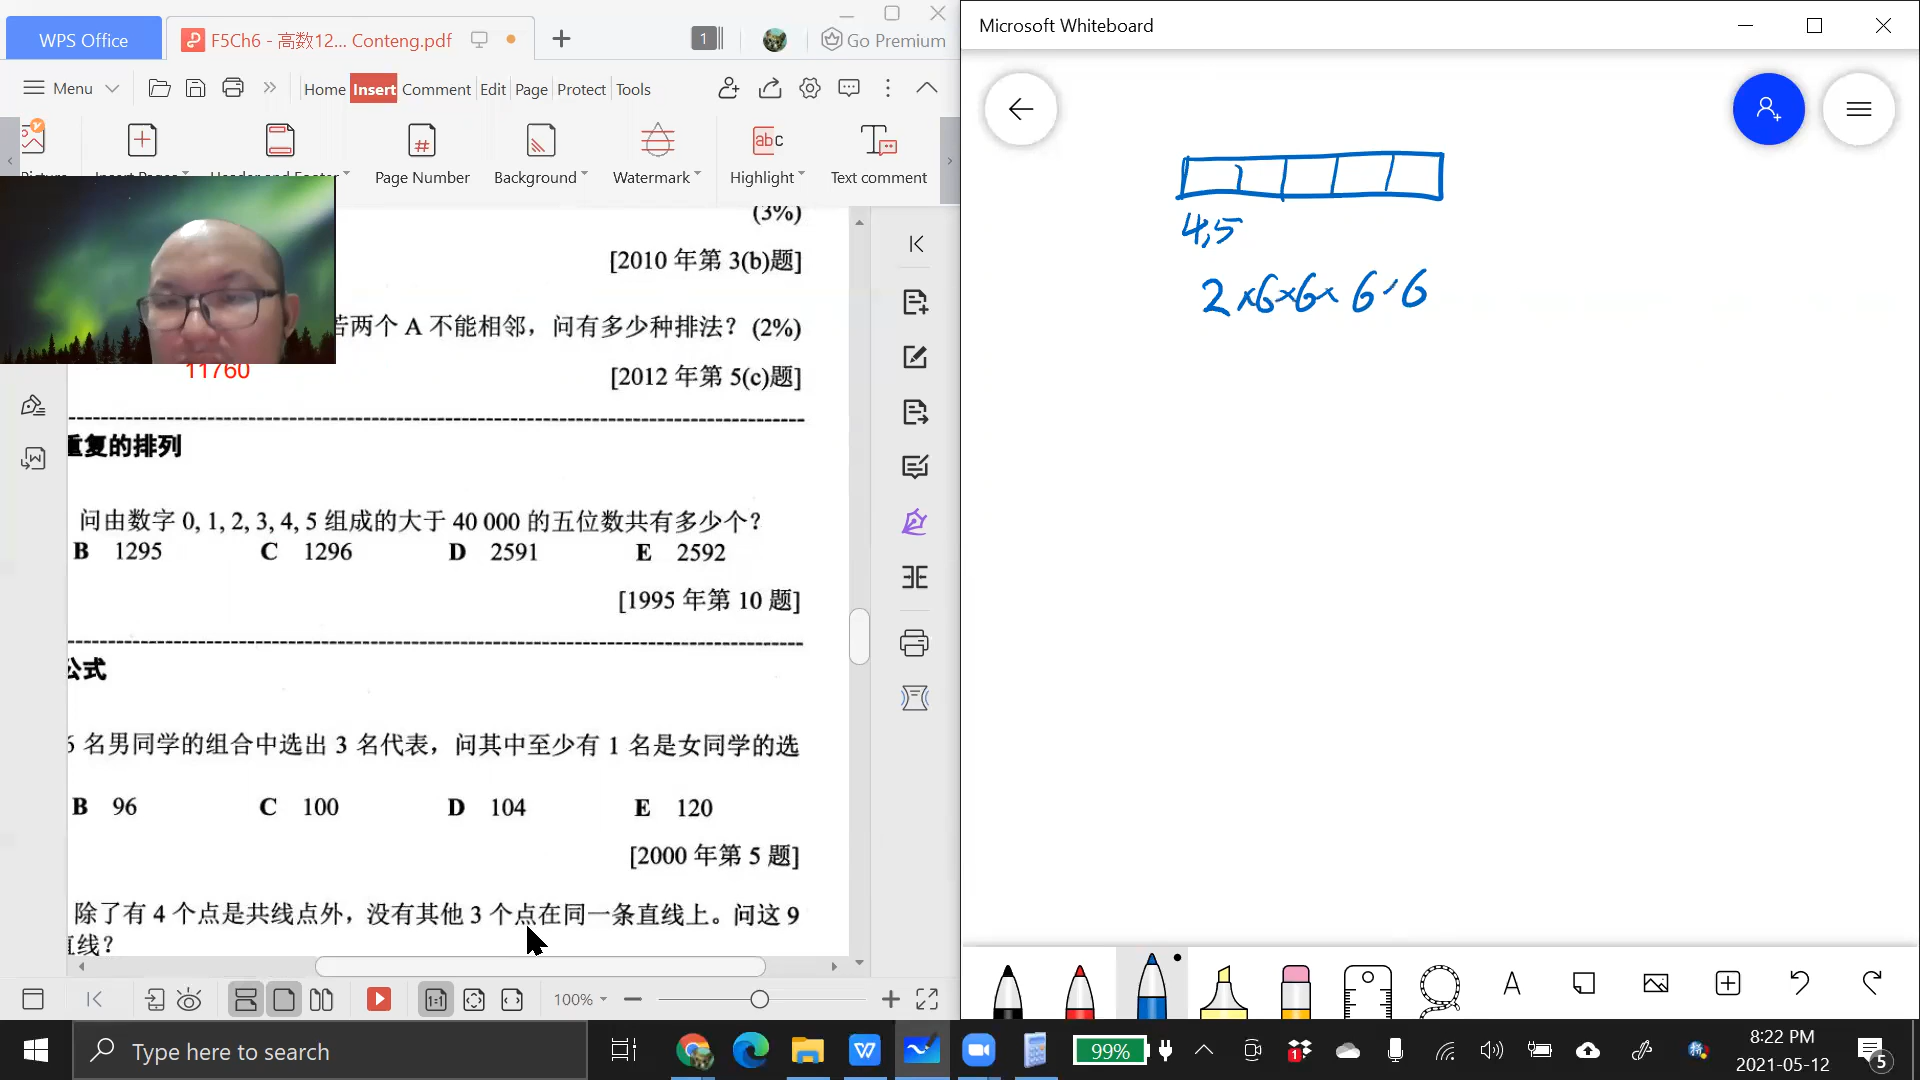 WPS Office
F5Ch6 - 高数12... Conteng.pdf
1
Go Premium
Menu
Home Insert Comment Edit Page Protect Tools
Page Number
Background
Watermark
Highlight
Text comment
(3%)
[2010 年第 3(b)题]
若两个 A 不能相邻，问有多少种排法？(2%)
11760
[2012 年第 5(c)题]
重复的排列
问由数字 0, 1, 2, 3, 4, 5 组成的大于 40 000 的五位数共有多少个？
B 1295 C 1296 D 2591 E 2592
[1995 年第 10 题]
公式
6 名男同学的组合中选出 3 名代表，问其中至少有 1 名是女同学的选
B 96 C 100 D 104 E 120
[2000 年第 5 题]
除了有 4 个点是共线点外，没有其他 3 个点在同一条直线上。问这 9
直线？
100%
Microsoft Whiteboard
4,5
2×6×6×6×6
Type here to search
99%
8:22 PM
2021-05-12
5